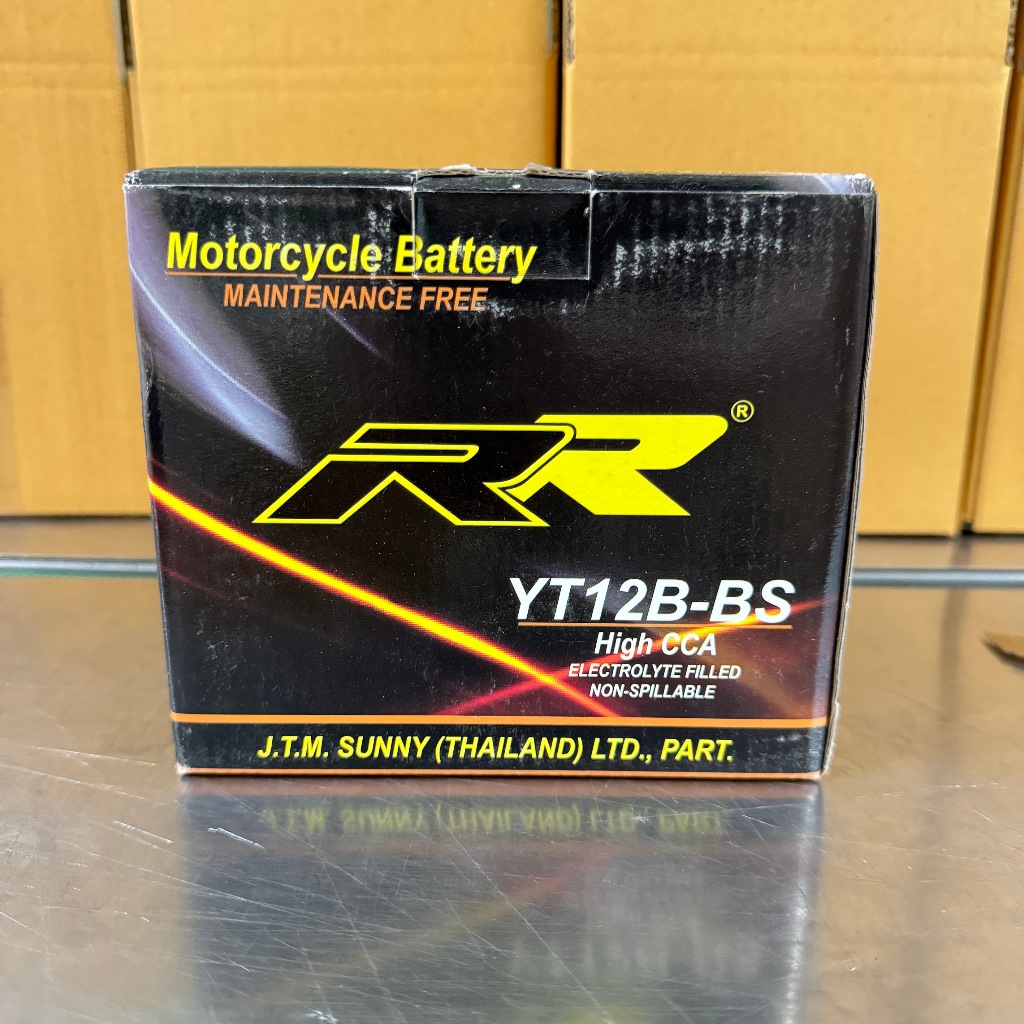 Motorcycle Battery
MAINTENANCE FREE
RR®
YT12B-BS
High CCA
ELECTROLYTE FILLED
NON-SPILLABLE
J.T.M. SUNNY (THAILAND) LTD., PART.